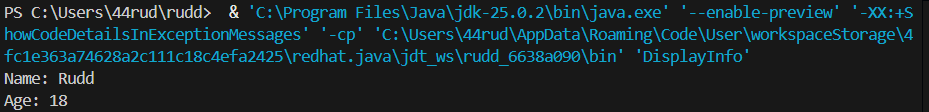 PS C:\Users\44rud\rudd>  & 'C:\Program Files\Java\jdk-25.0.2\bin\java.exe' '--enable-preview' '-XX:+S
howCodeDetailsInExceptionMessages' '-cp' 'C:\Users\44rud\AppData\Roaming\Code\User\workspaceStorage\4
fc1e363a74628a2c111c18c4efa2425\redhat.java\jdt_ws\rudd_6638a090\bin' 'DisplayInfo'
Name: Rudd
Age: 18